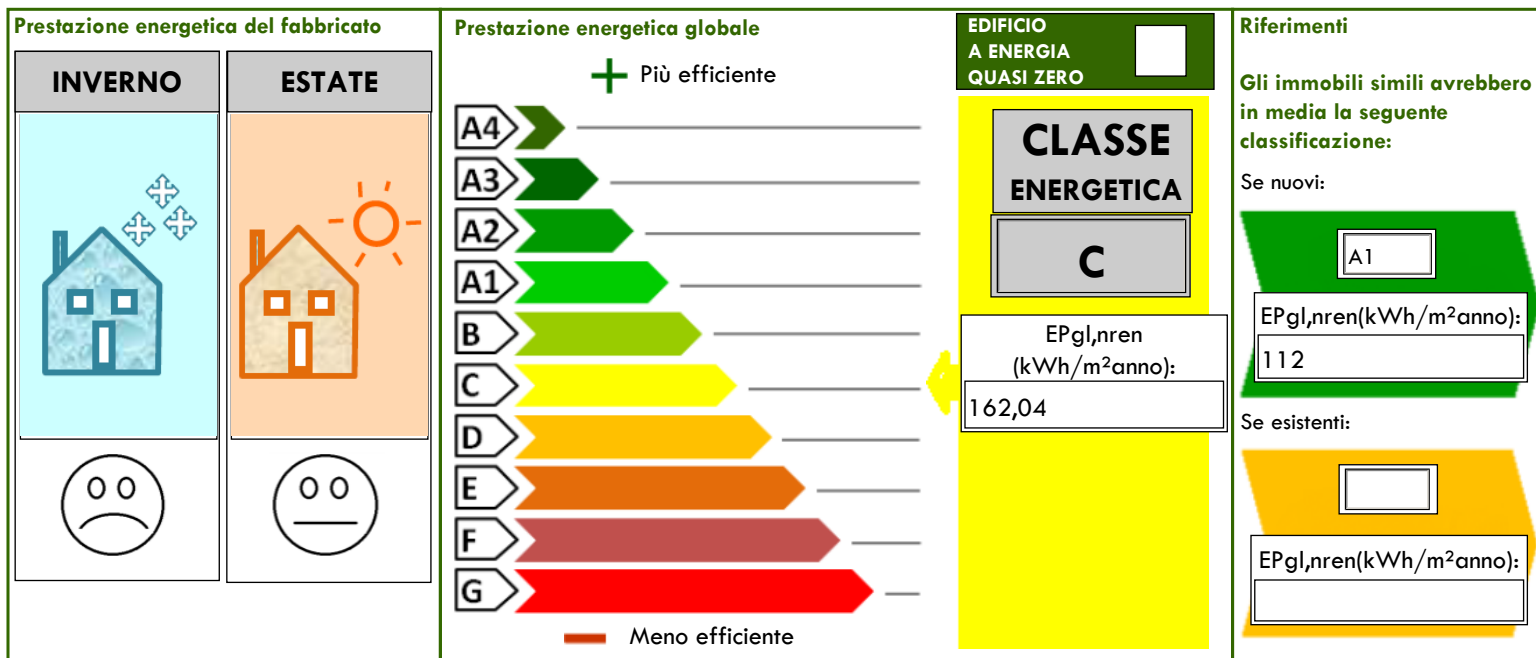 Prestazione energetica del fabbricato
INVERNO
ESTATE
Prestazione energetica globale
Più efficiente
A4
A3
A2
A1
B
C
D
E
F
G
Meno efficiente
EDIFICIO
A ENERGIA
QUASI ZERO
CLASSE
ENERGETICA
C
EPgl,nren
(kWh/m²anno):
162,04
Riferimenti
Gli immobili simili avrebbero
in media la seguente
classificazione:
Se nuovi:
A1
EPgl,nren(kWh/m²anno):
112
Se esistenti:
EPgl,nren(kWh/m²anno):